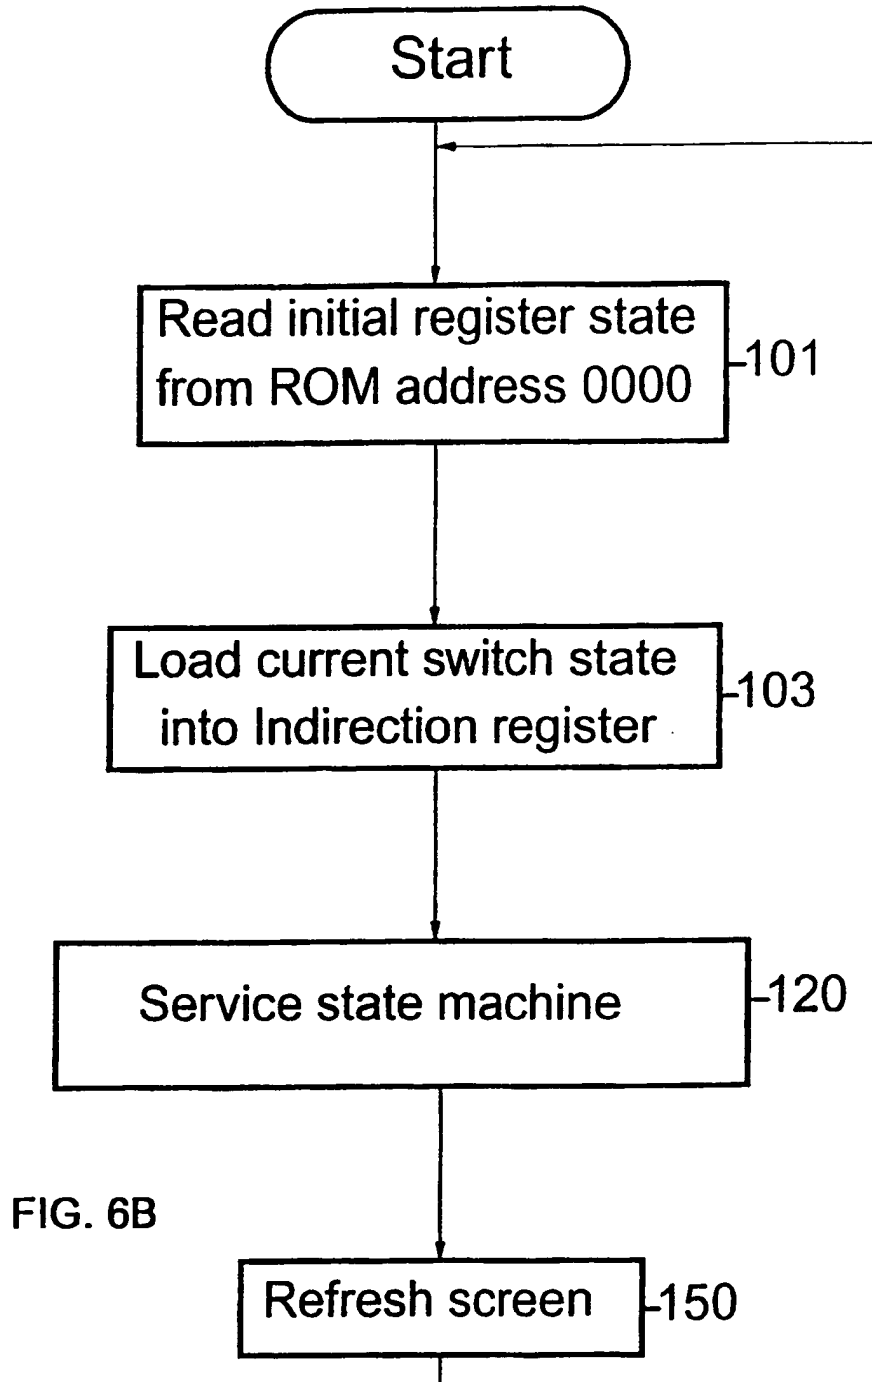 Start
Read initial register state
from ROM address 0000
101
Load current switch state
into Indirection register
103
Service state machine
120
FIG. 6B
Refresh screen
150